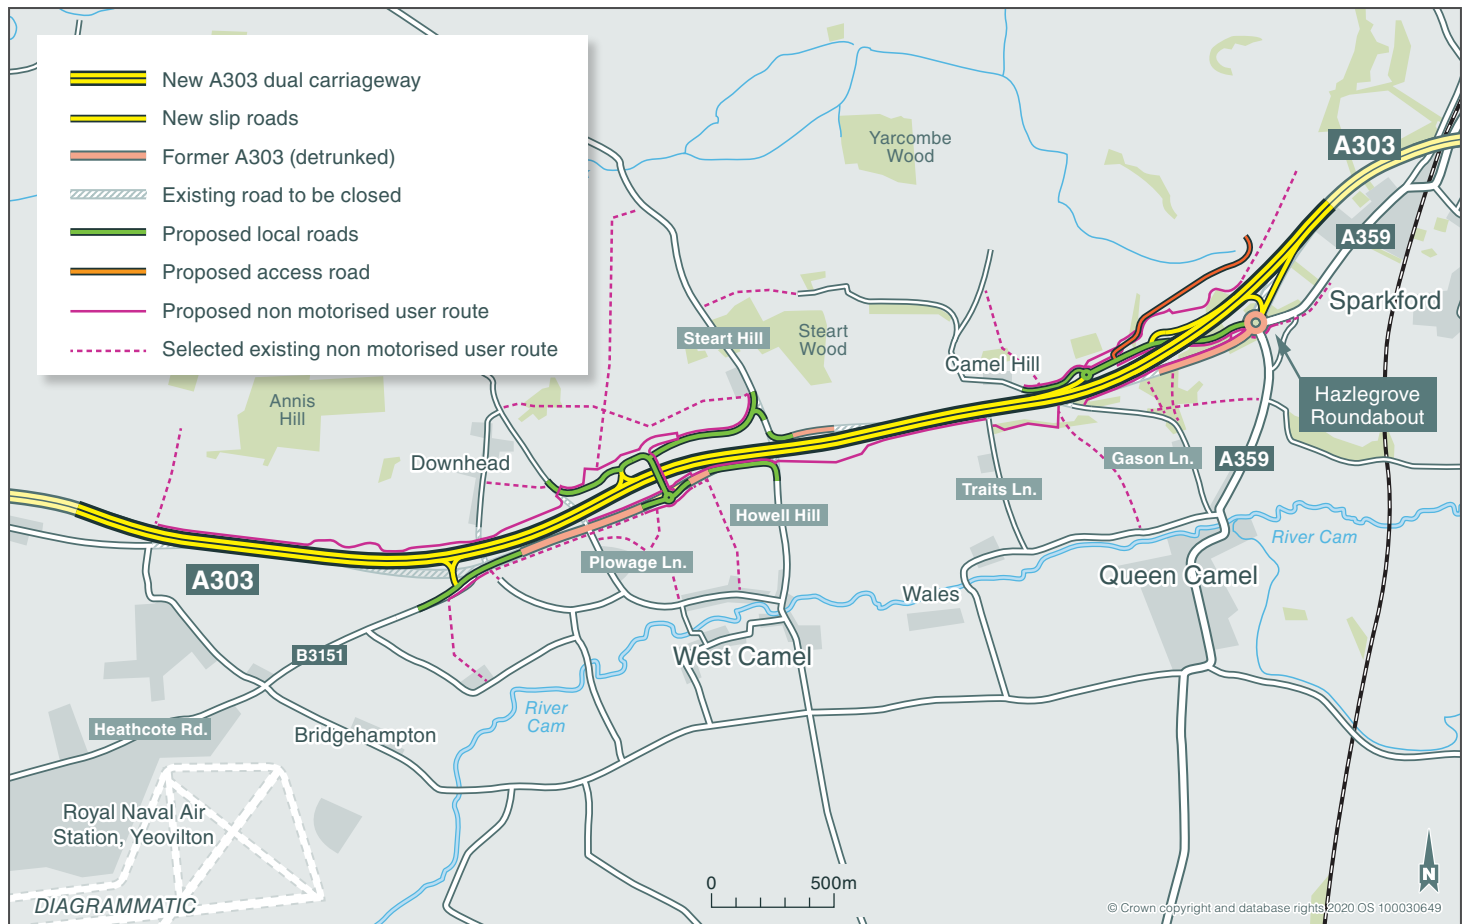 New A303 dual carriageway
New slip roads
Former A303 (detrunked)
Existing road to be closed
Proposed local roads
Proposed access road
Proposed non motorised user route
Selected existing non motorised user route
Yarcombe
Wood
A303
A359
Sparkford
Steart Hill
Steart
Wood
Camel Hill
Hazlegrove
Roundabout
Annis
Hill
Downhead
Gason Ln.
A359
Traits Ln.
Howell Hill
Plowage Ln.
River Cam
A303
Queen Camel
Wales
B3151
West Camel
River
Cam
Heathcote Rd.
Bridgehampton
Royal Naval Air
Station, Yeovilton
DIAGRAMMATIC
0 500m
N
© Crown copyright and database rights 2020 OS 100030649